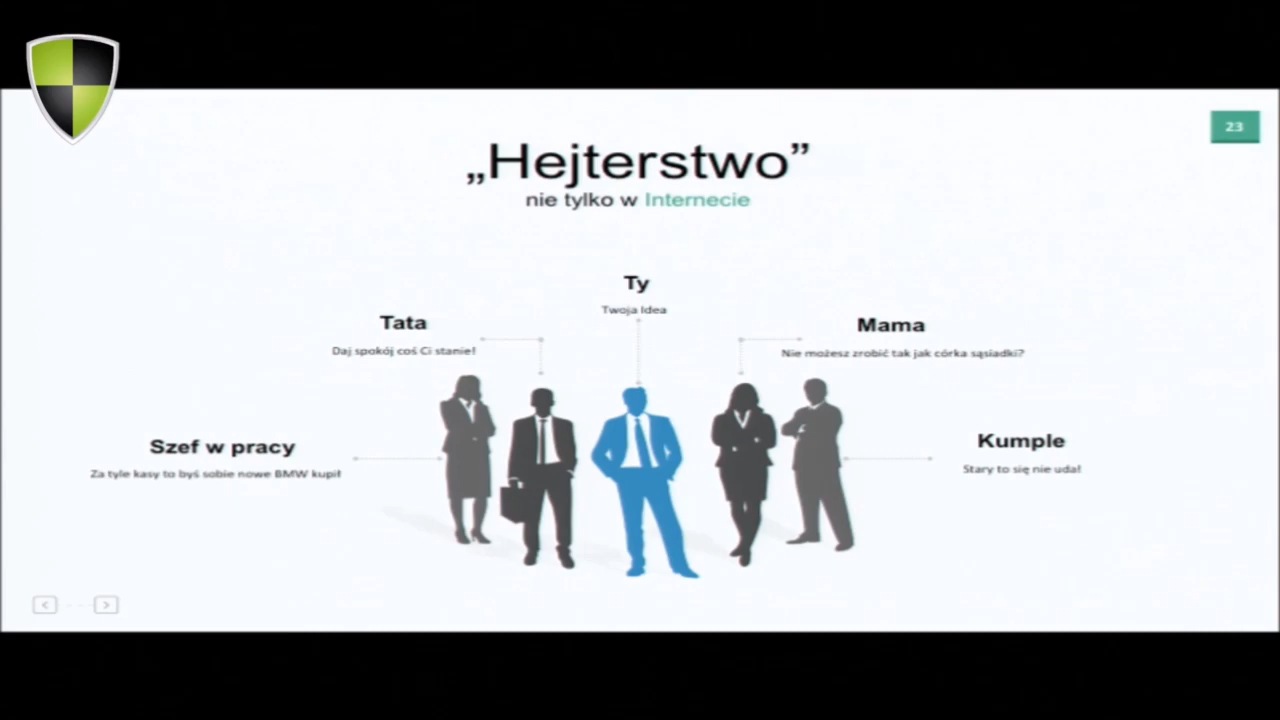 23
„Hejterstwo”
nie tylko w Internecie
Ty
Twoja Idea
Tata
Daj spokój coś Ci stanie!
Mama
Nie możesz zrobić tak jak córka sąsiadki?
Szef w pracy
Za tyle kasy to byś sobie nowe BMW kupił!
Kumple
Stary to się nie uda!